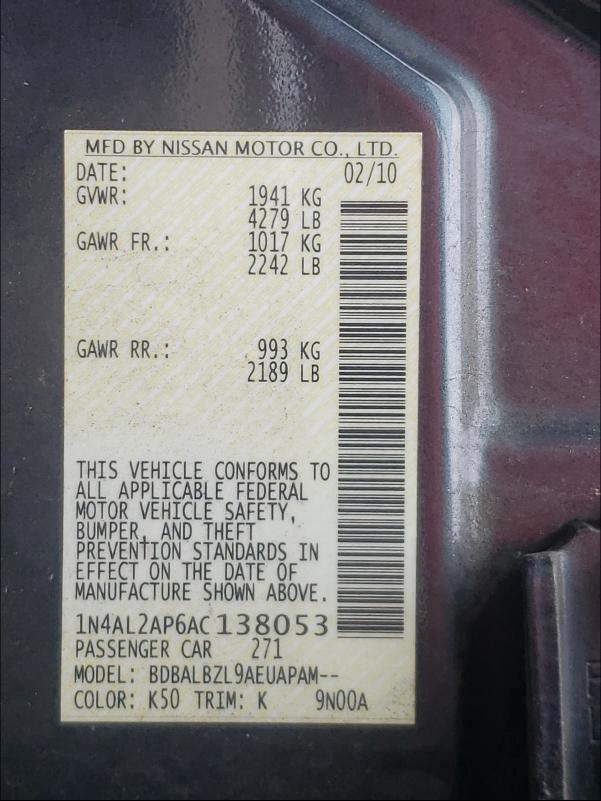 MFD BY NISSAN MOTOR CO., LTD.
DATE: 02/10
GVWR: 1941 KG
4279 LB
GAWR FR.: 1017 KG
2242 LB
GAWR RR.: 993 KG
2189 LB
THIS VEHICLE CONFORMS TO
ALL APPLICABLE FEDERAL
MOTOR VEHICLE SAFETY,
BUMPER, AND THEFT
PREVENTION STANDARDS IN
EFFECT ON THE DATE OF
MANUFACTURE SHOWN ABOVE.
1N4AL2AP6AC138053
PASSENGER CAR 271
MODEL: BDBALBZL9AEUAPAM--
COLOR: K50 TRIM: K 9N00A